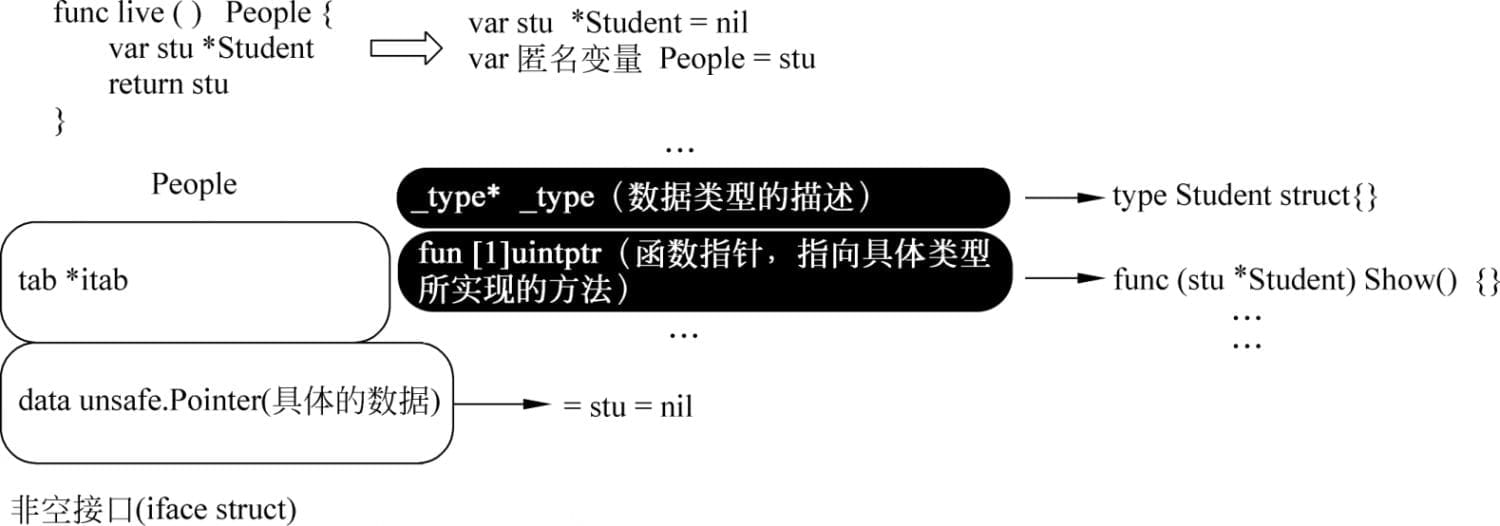 func live ( ) People {
var stu *Student
return stu
}
var stu *Student = nil
var 匿名变量 People = stu
…
People
_type* _type（数据类型的描述）
type Student struct{}
tab *itab
fun [1]uintptr（函数指针，指向具体类型
所实现的方法）
func (stu *Student) Show() {}
…
…
…
data unsafe.Pointer(具体的数据)
= stu = nil
非空接口(iface struct)